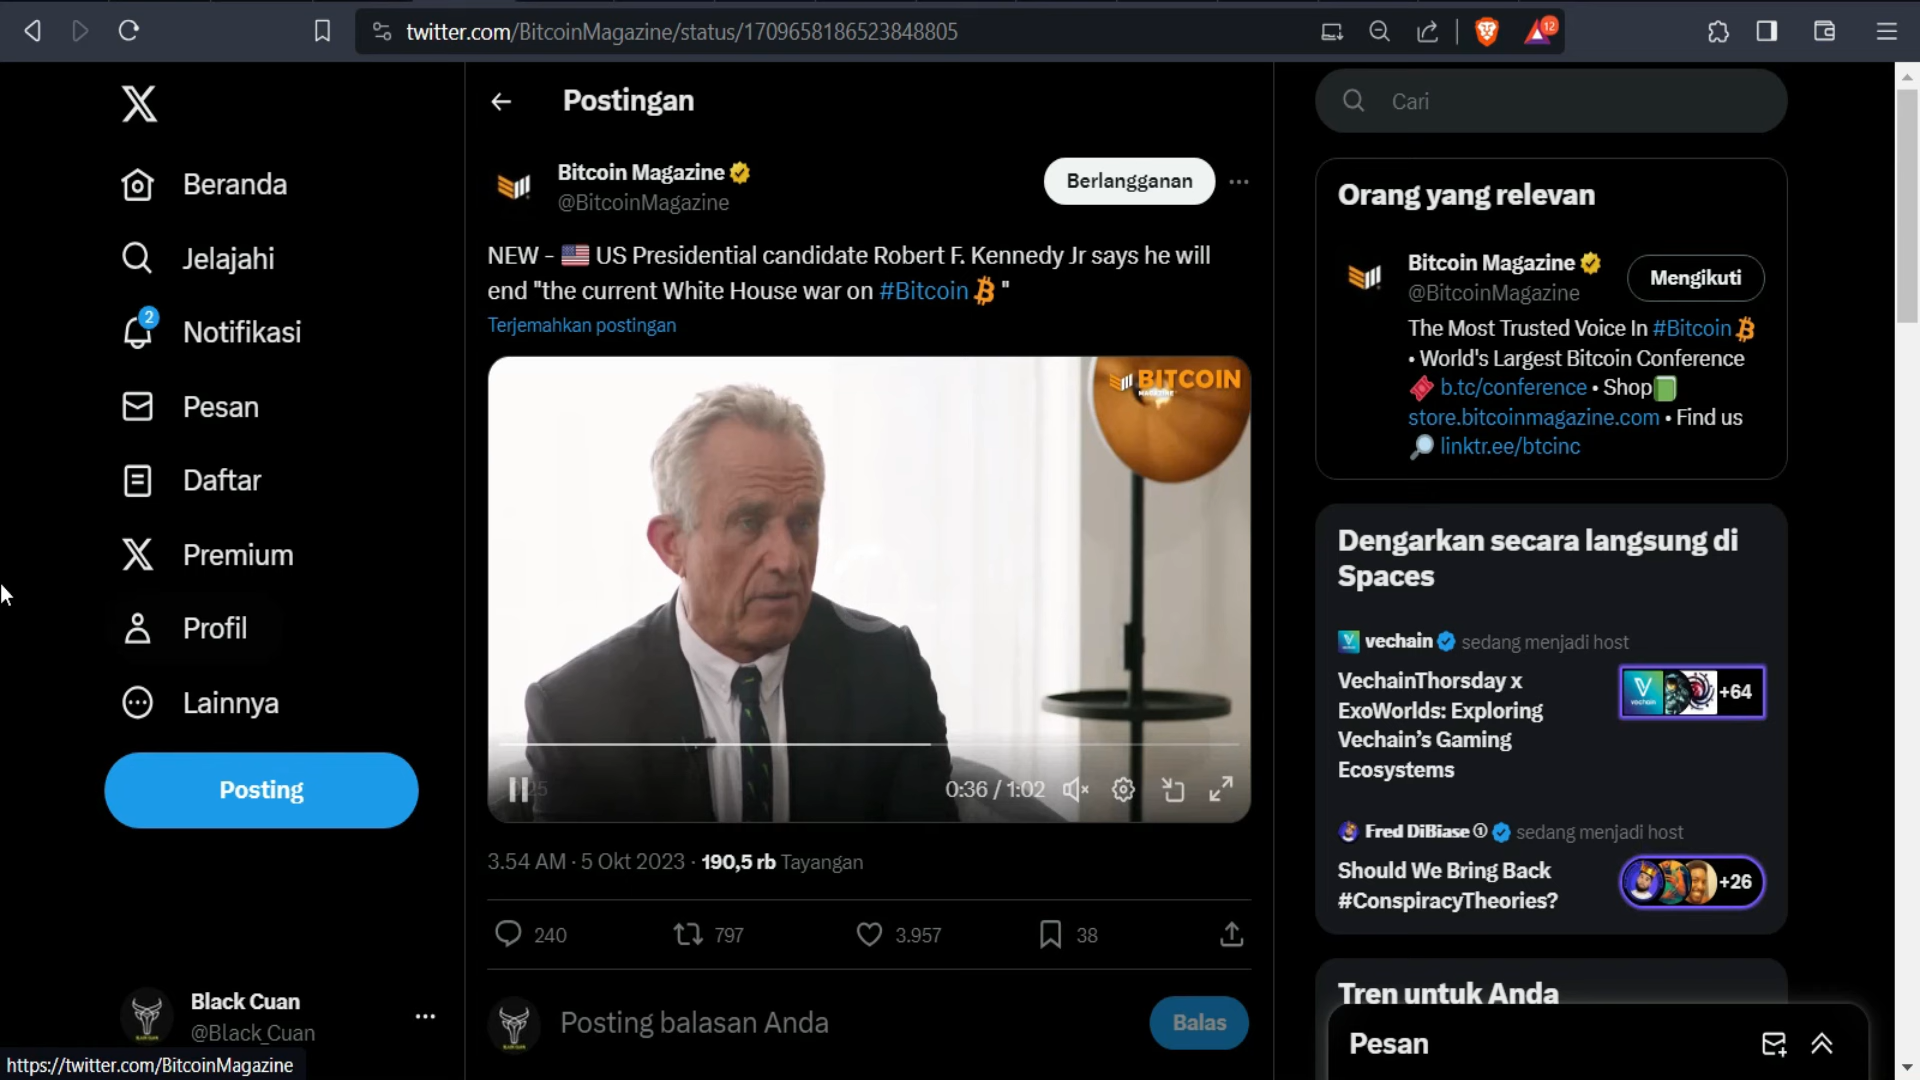 twitter.com/BitcoinMagazine/status/1709658186523848805
12
Beranda
Jelajahi
2
Notifikasi
Pesan
Daftar
Premium
Profil
Lainnya
Posting
Black Cuan
@Black_Cuan
https://twitter.com/BitcoinMagazine
Postingan
Bitcoin Magazine
@BitcoinMagazine
Berlangganan
NEW - 🇺🇸 US Presidential candidate Robert F. Kennedy Jr says he will
end "the current White House war on #Bitcoin "
Terjemahkan postingan
BITCOIN
MAGAZINE
0:36 / 1:02
3.54 AM · 5 Okt 2023 · 190,5 rb Tayangan
240 797 3.957 38
Posting balasan Anda
Balas
Cari
Orang yang relevan
Bitcoin Magazine
@BitcoinMagazine
Mengikuti
The Most Trusted Voice In #Bitcoin
• World's Largest Bitcoin Conference
b.tc/conference • Shop
store.bitcoinmagazine.com • Find us
linktr.ee/btcinc
Dengarkan secara langsung di
Spaces
vechain sedang menjadi host
VechainThorsday x
ExoWorlds: Exploring
Vechain’s Gaming
Ecosystems
+64
Fred DiBiase ① sedang menjadi host
Should We Bring Back
#ConspiracyTheories?
+26
Tren untuk Anda
Pesan